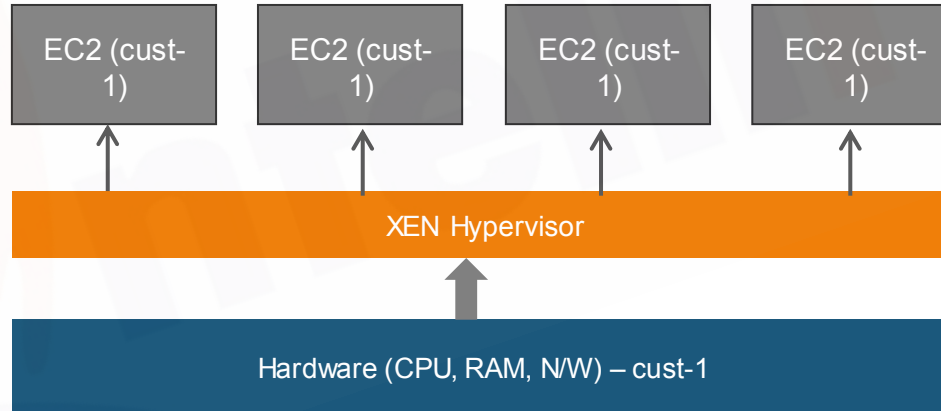 EC2 (cust-
1)
EC2 (cust-
1)
EC2 (cust-
1)
EC2 (cust-
1)
XEN Hypervisor
Hardware (CPU, RAM, N/W) – cust-1